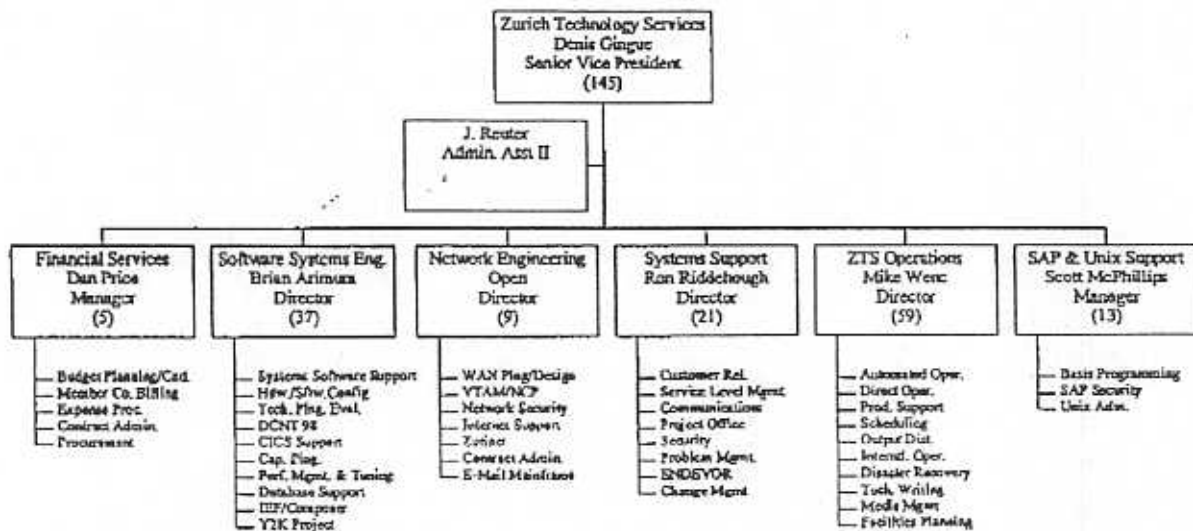 Zurich Technology Services
Denis Gingue
Senior Vice President
(145)
J. Reuter
Admin. Asst II
Financial Services
Dan Price
Manager
(5)
Budget Planning/Cord.
Member Co. Billing
Expense Proc.
Contract Admin.
Procurement
Software Systems Eng.
Brian Arimura
Director
(37)
Systems Software Support
Hdw./Sftw. Config
Tech. Plng. Eval.
DCNT 98
CICS Support
Cap. Plng.
Perf. Mgmt. & Tuning
Database Support
IEF/Composer
Y2K Project
Network Engineering
Open
Director
(9)
WAN Plng/Design
VTAM/NCP
Network Security
Internet Support
Zurinet
Contract Admin.
E-Mail Mainframe
Systems Support
Ron Riddehough
Director
(21)
Customer Rel.
Service Level Mgmt.
Communications
Project Office
Security
Problem Mgmt.
ENDEVOR
Change Mgmt
ZTS Operations
Mike Wenc
Director
(59)
Automated Oper.
Direct Oper.
Prod. Support
Scheduling
Output Dist.
Internl. Oper.
Disaster Recovery
Tech. Writing
Media Mgmt
Facilities Planning
SAP & Unix Support
Scott McPhillips
Manager
(13)
Basis Programming
SAP Security
Unix Adm.